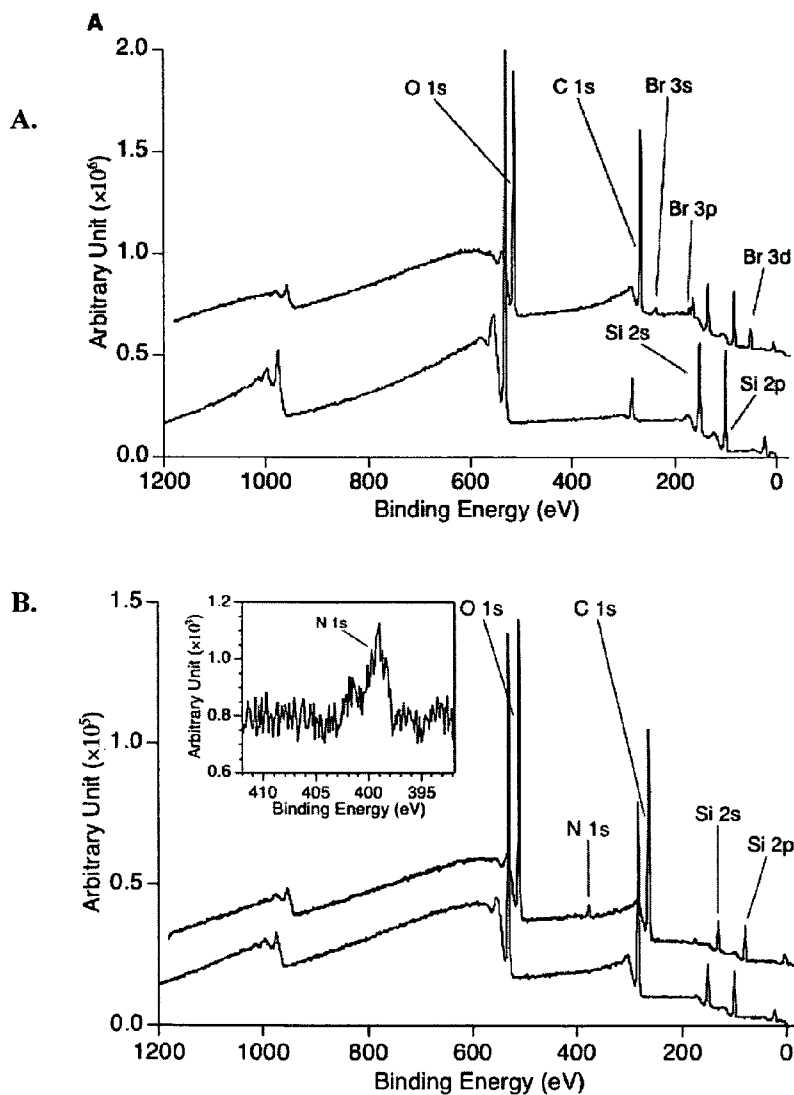 A
A.
2.0
1.5
1.0
0.5
0.0
Arbitrary Unit (×10⁶)
O 1s
C 1s
Br 3s
Br 3p
Br 3d
Si 2s
Si 2p
1200
1000
800
600
400
200
0
Binding Energy (eV)
B.
1.5
1.0
0.5
0.0
Arbitrary Unit (×10⁵)
1.2
1.0
0.8
0.6
Arbitrary Unit (×10³)
N 1s
410
405
400
395
Binding Energy (eV)
O 1s
C 1s
N 1s
Si 2s
Si 2p
1200
1000
800
600
400
200
0
Binding Energy (eV)